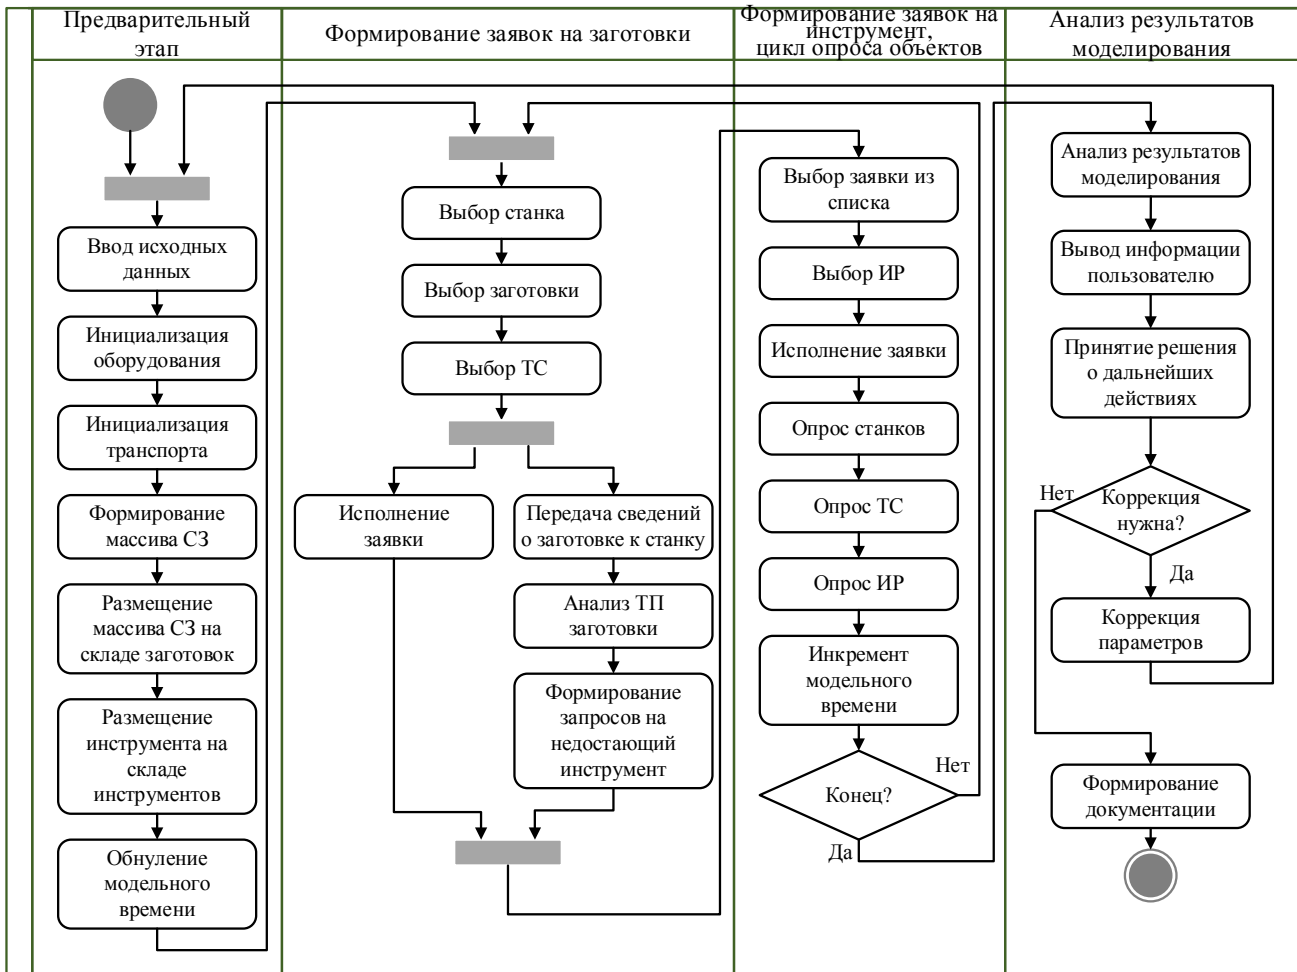 Предварительный
этап
Формирование заявок на заготовки
Формирование заявок на
инструмент,
цикл опроса объектов
Анализ результатов
моделирования
Ввод исходных
данных
Инициализация
оборудования
Инициализация
транспорта
Формирование
массива СЗ
Размещение
массива СЗ на
складе заготовок
Размещение
инструмента на
складе
инструментов
Обнуление
модельного
времени
Выбор станка
Выбор заготовки
Выбор ТС
Исполнение
заявки
Передача сведений
о заготовке к станку
Анализ ТП
заготовки
Формирование
запросов на
недостающий
инструмент
Выбор заявки из
списка
Выбор ИР
Исполнение заявки
Опрос станков
Опрос ТС
Опрос ИР
Инкремент
модельного
времени
Конец?
Нет
Да
Анализ результатов
моделирования
Вывод информации
пользователю
Принятие решения
о дальнейших
действиях
Нет
Коррекция
нужна?
Да
Коррекция
параметров
Формирование
документации